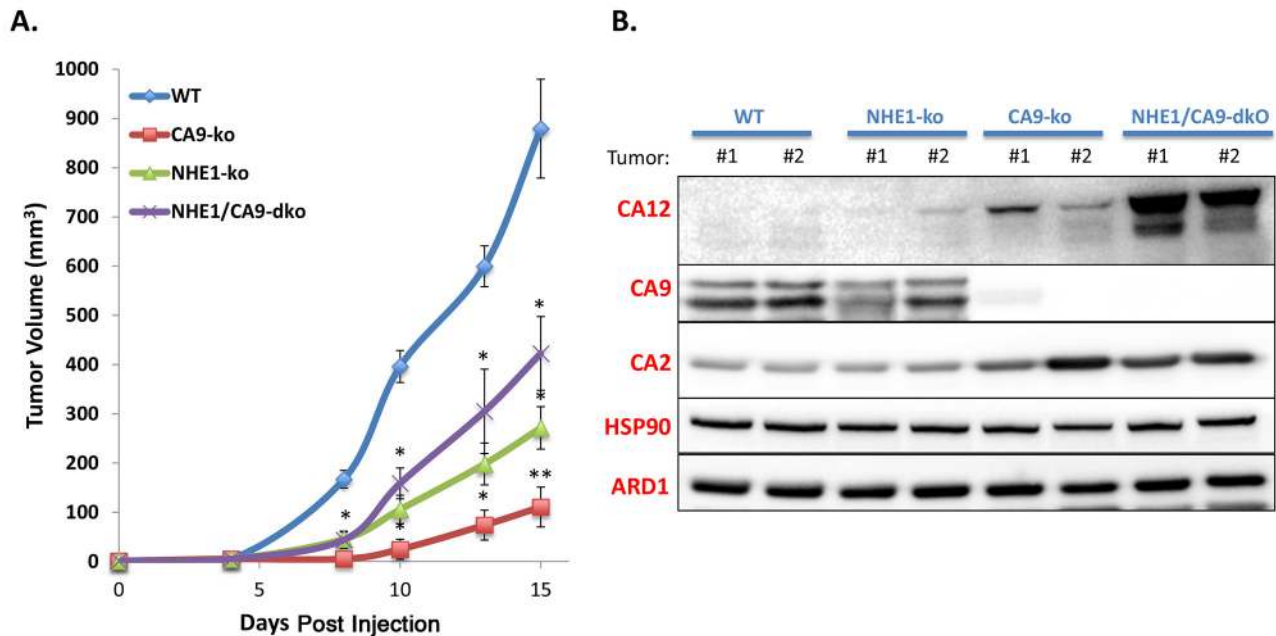 A.
B.
1000
900
800
700
600
500
400
300
200
100
0
Tumor Volume (mm³)
WT
CA9-ko
NHE1-ko
NHE1/CA9-dko
*
*
*
*
*
*
*
**
0 5 10 15
Days Post Injection
WT NHE1-ko CA9-ko NHE1/CA9-dkO
Tumor: #1 #2 #1 #2 #1 #2 #1 #2
CA12
CA9
CA2
HSP90
ARD1